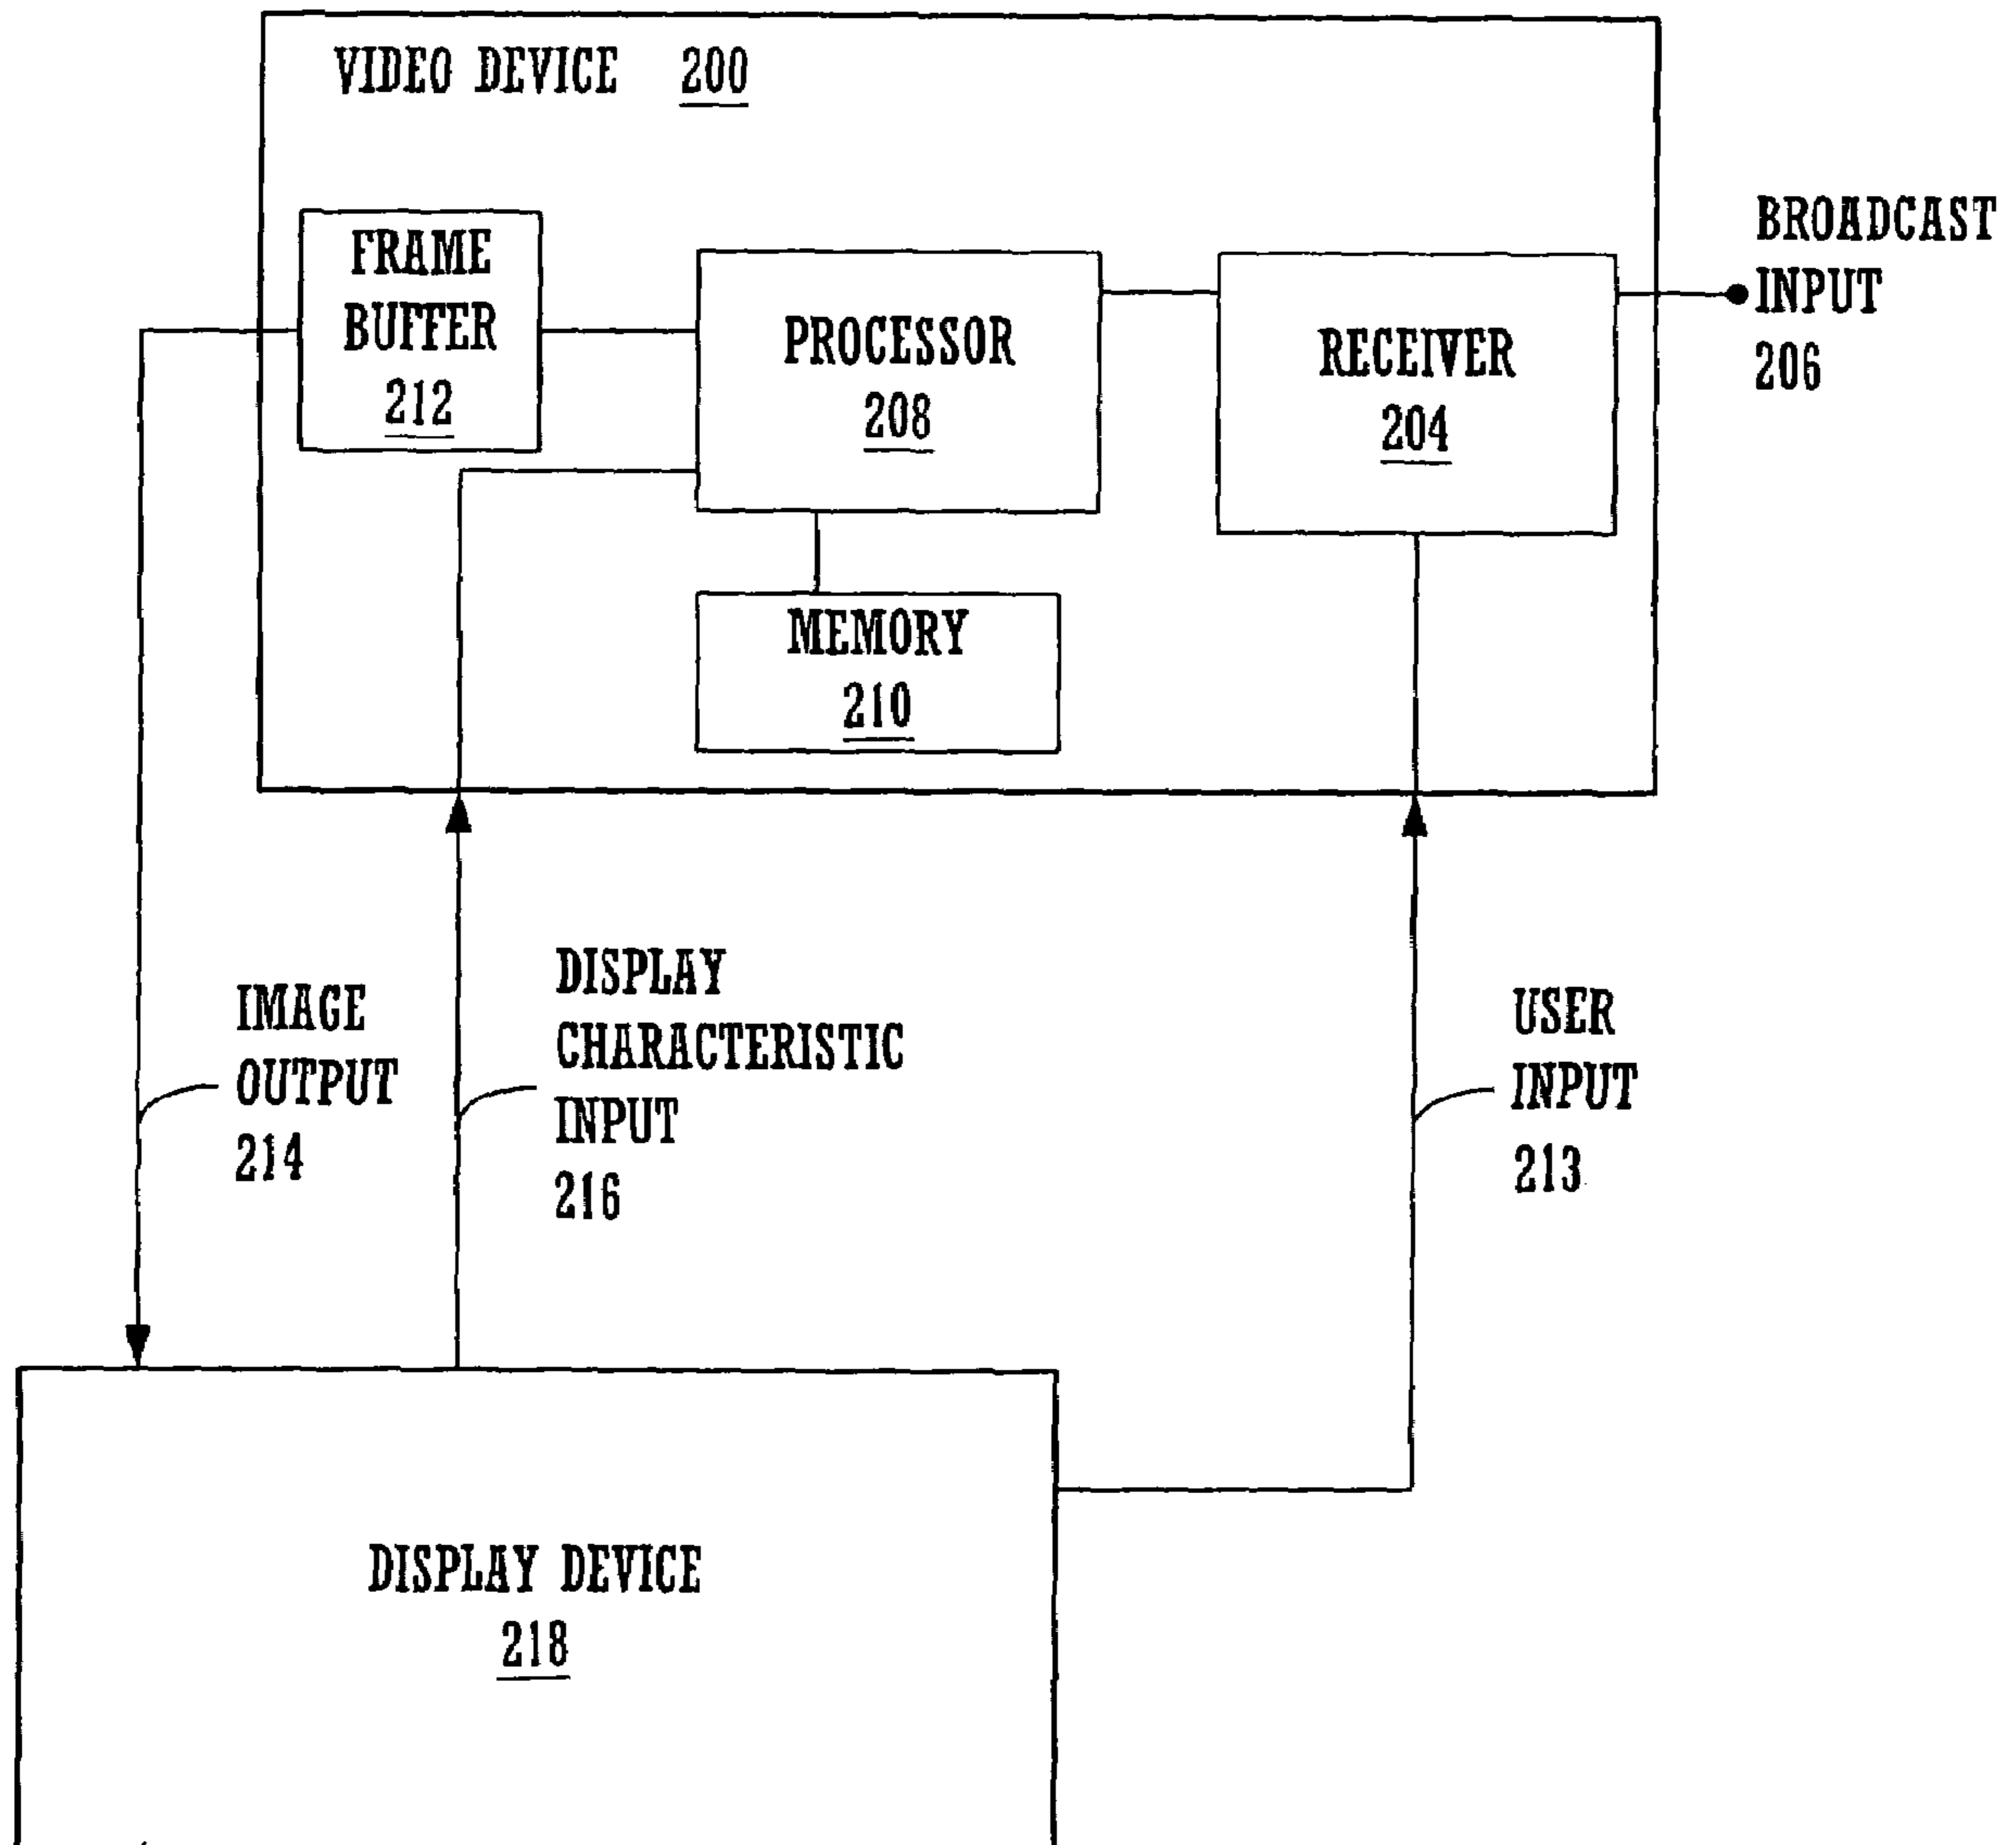 VIDEO DEVICE 200
FRAME
BUFFER
212
PROCESSOR
208
RECEIVER
204
BROADCAST
INPUT
206
MEMORY
210
IMAGE
OUTPUT
214
DISPLAY
CHARACTERISTIC
INPUT
216
USER
INPUT
213
DISPLAY DEVICE
218